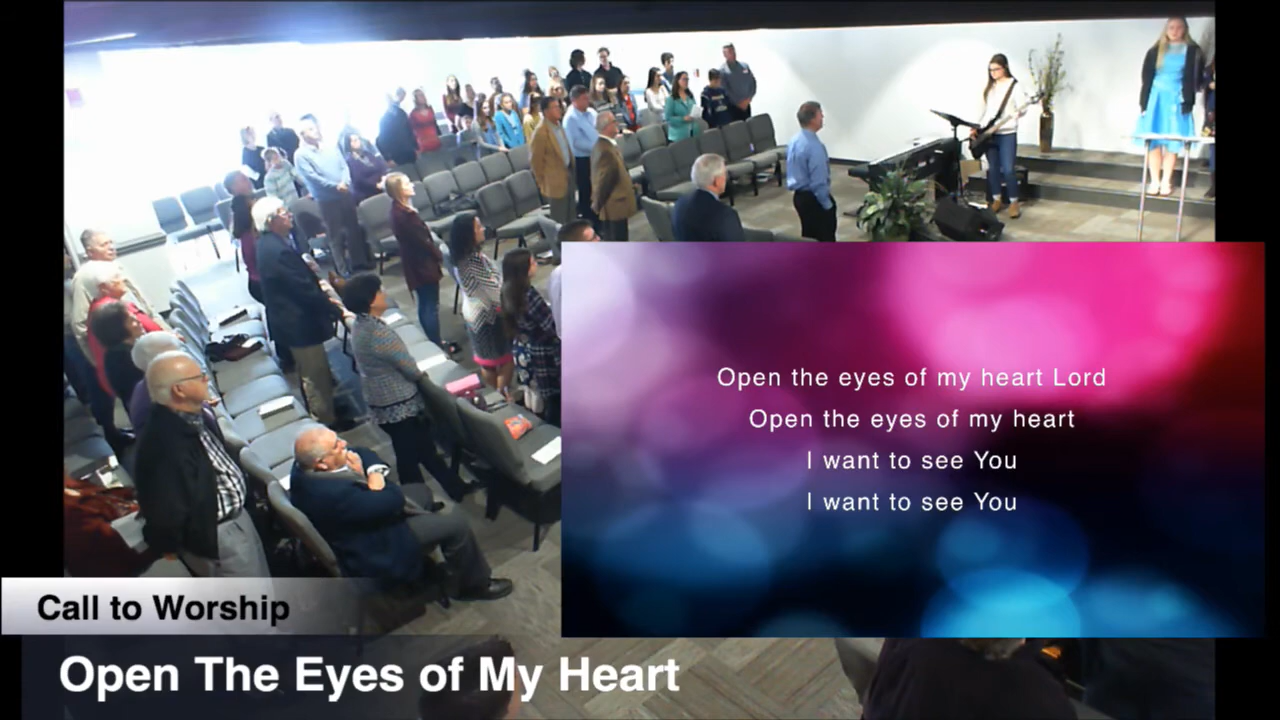 Open the eyes of my heart Lord
Open the eyes of my heart
I want to see You
I want to see You
Call to Worship
Open The Eyes of My Heart